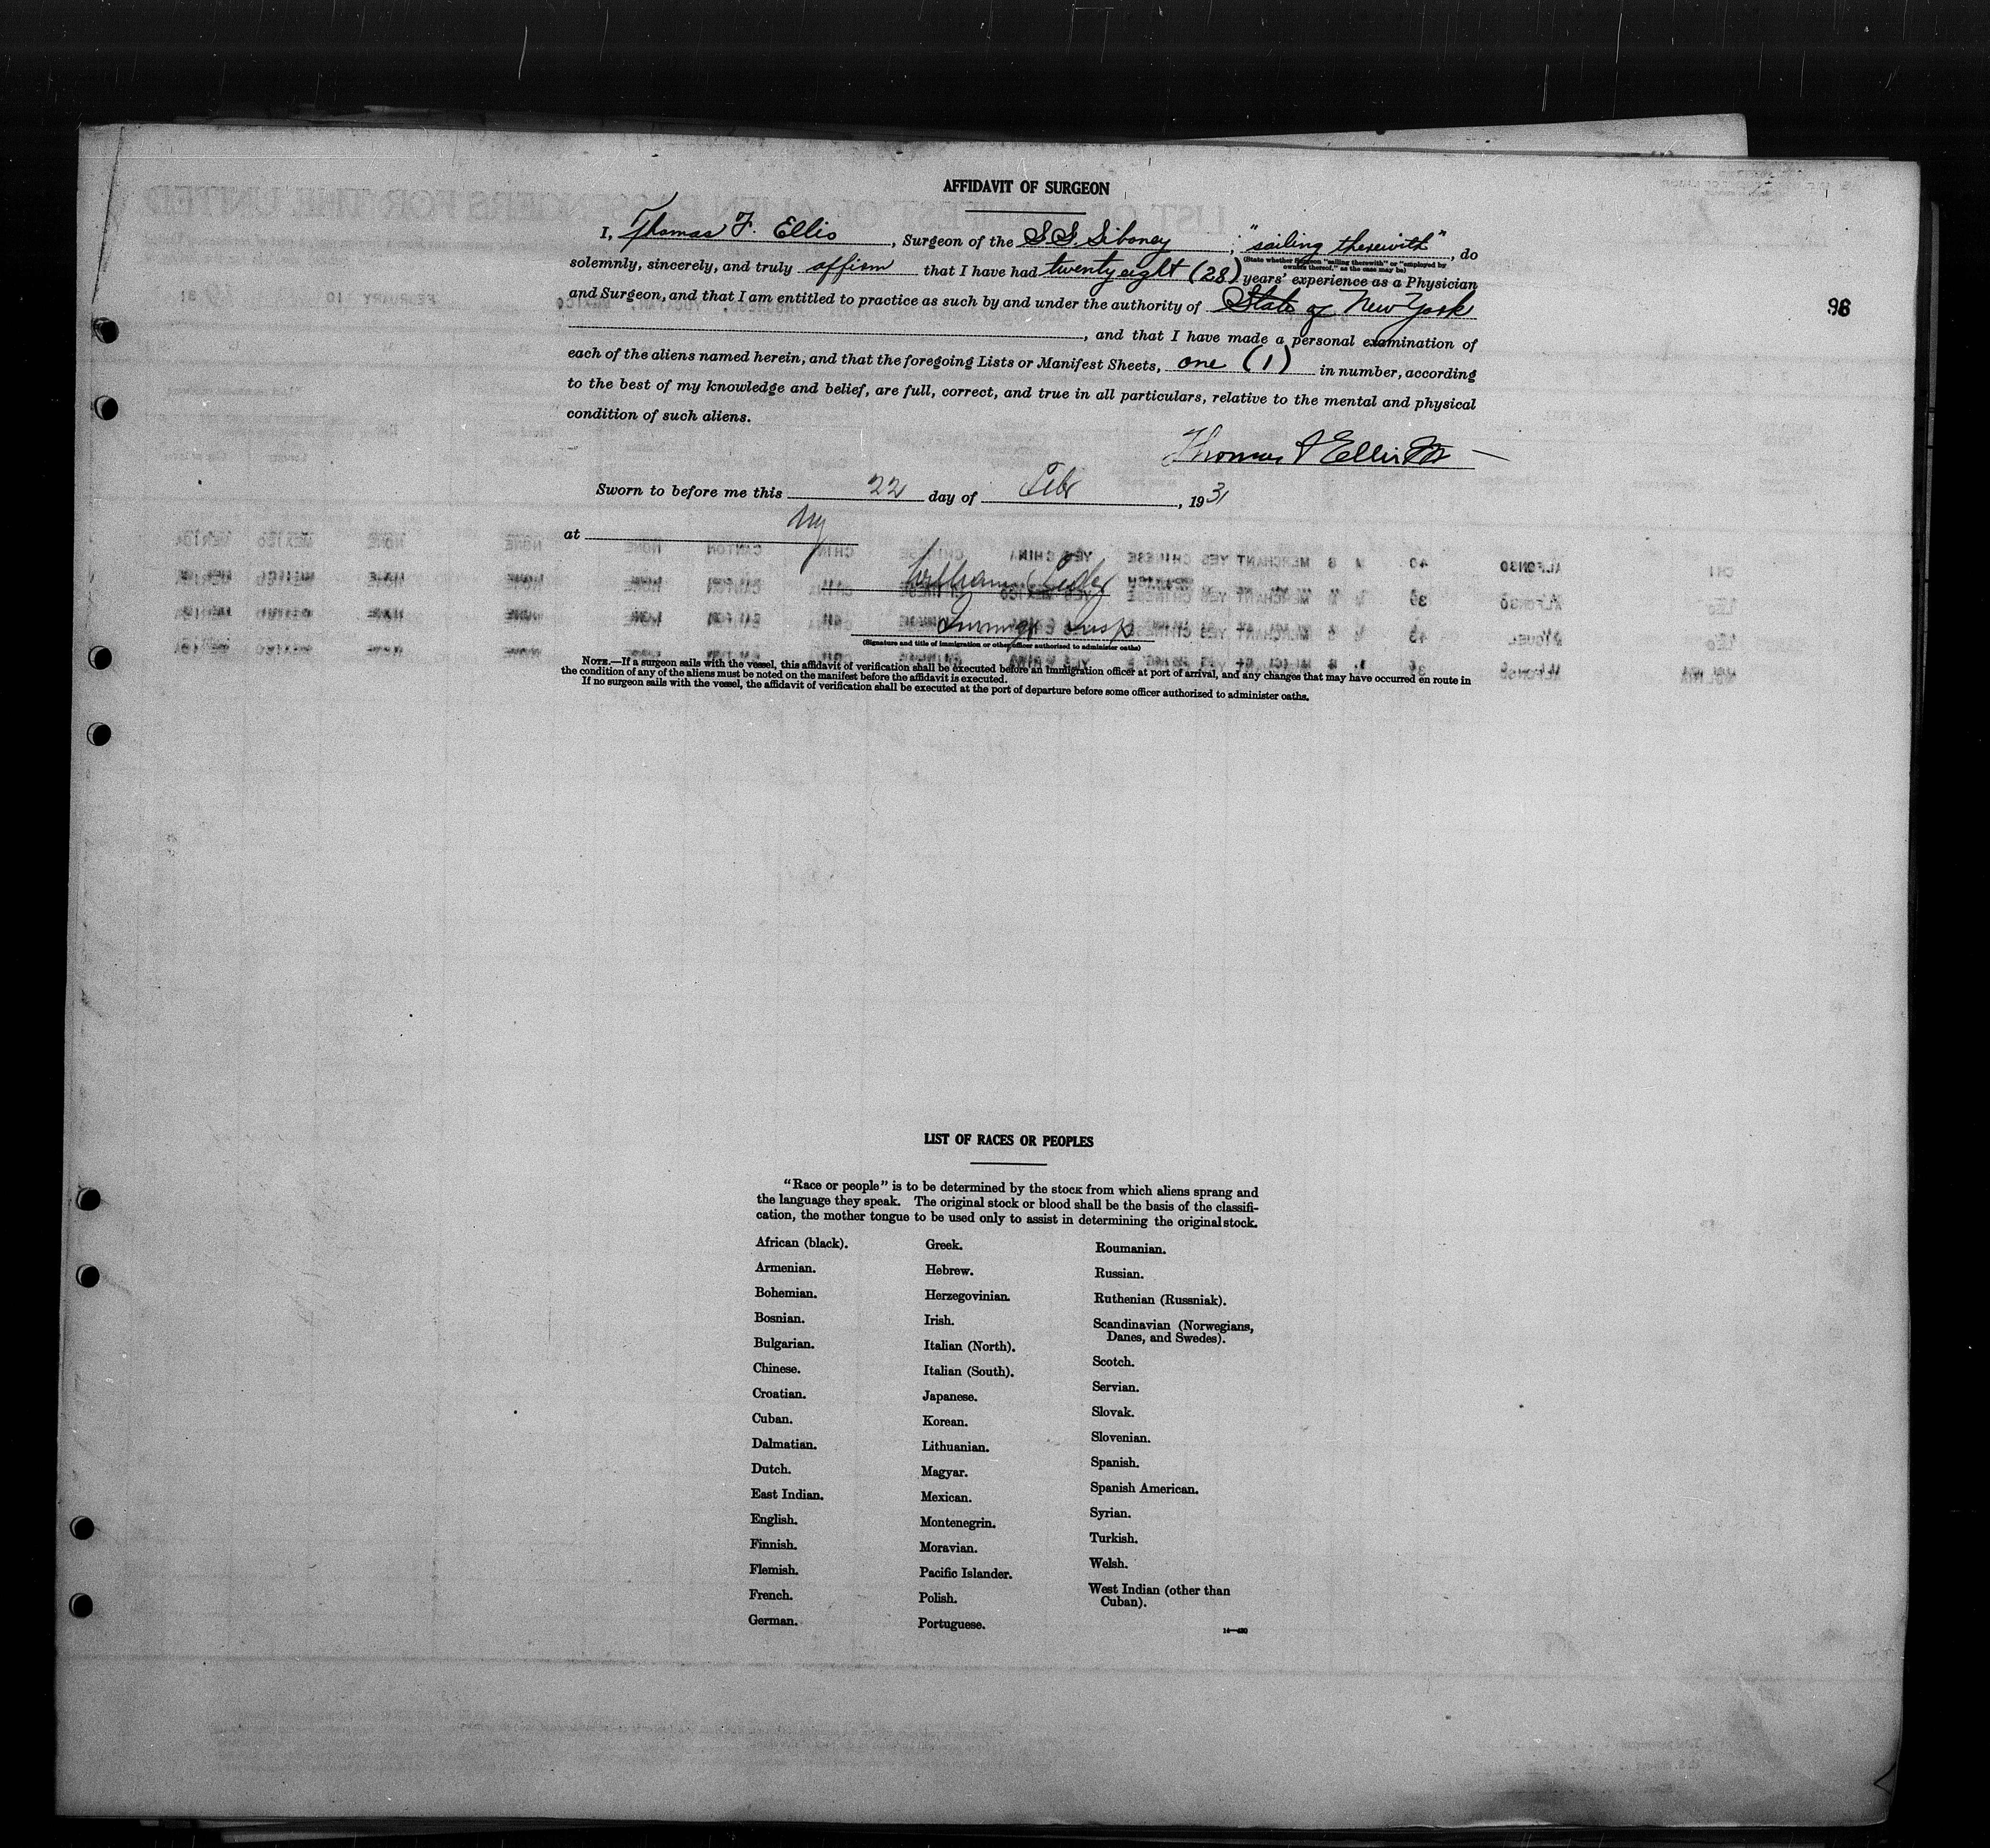 AFFIDAVIT OF SURGEON
I, Thomas F. Ellis, Surgeon of the S.S. Siboney; "sailing therewith", do
(State whether Surgeon "sailing therewith" or "employed by
owners thereof," as the case may be)
solemnly, sincerely, and truly affirm that I have had twenty eight (28) years' experience as a Physician
and Surgeon, and that I am entitled to practice as such by and under the authority of State of New York
, and that I have made a personal examination of
each of the aliens named herein, and that the foregoing Lists or Manifest Sheets, one (1) in number, according
to the best of my knowledge and belief, are full, correct, and true in all particulars, relative to the mental and physical
condition of such aliens.
Thomas F Ellis
Sworn to before me this 22 day of Feb, 1931
at NY
William
Immigt Insp
(Signature and title of immigration or other officer authorized to administer oaths)
NOTE.—If a surgeon sails with the vessel, this affidavit of verification shall be executed before an immigration officer at port of arrival, and any changes that may have occurred en route in
the condition of any of the aliens must be noted on the manifest before the affidavit is executed.
If no surgeon sails with the vessel, the affidavit of verification shall be executed at the port of departure before some officer authorized to administer oaths.
96
LIST OF RACES OR PEOPLES
"Race or people" is to be determined by the stock from which aliens sprang and
the language they speak. The original stock or blood shall be the basis of the classifi-
cation, the mother tongue to be used only to assist in determining the original stock.
African (black).
Armenian.
Bohemian.
Bosnian.
Bulgarian.
Chinese.
Croatian.
Cuban.
Dalmatian.
Dutch.
East Indian.
English.
Finnish.
Flemish.
French.
German.
Greek.
Hebrew.
Herzegovinian.
Irish.
Italian (North).
Italian (South).
Japanese.
Korean.
Lithuanian.
Magyar.
Mexican.
Montenegrin.
Moravian.
Pacific Islander.
Polish.
Portuguese.
Roumanian.
Russian.
Ruthenian (Russniak).
Scandinavian (Norwegians,
Danes, and Swedes).
Scotch.
Servian.
Slovak.
Slovenian.
Spanish.
Spanish American.
Syrian.
Turkish.
Welsh.
West Indian (other than
Cuban).